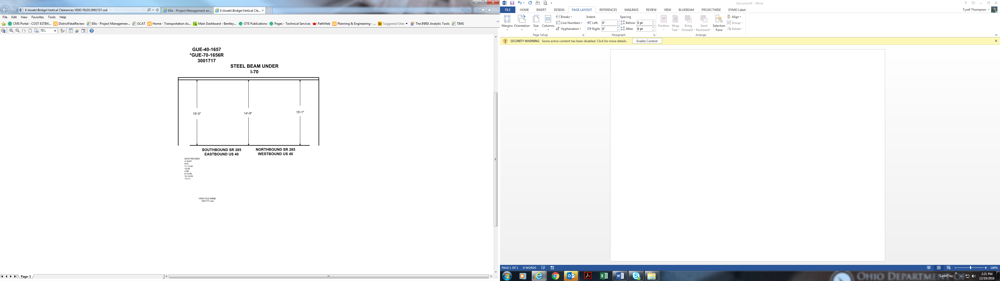 I:\Assets\Bridge\Vertical Clearances VISIO FILES\3001717.vsd
Ellis - Project Management an...
I:\Assets\Bridge\Vertical Cle...
File Edit View Favorites Tools Help
CMS Portal - COST ESTIM... DistrictFatalReview Ellis - Project Managemen... GCAT Home - Transportation As... Main Dashboard - Bentley... OTE Publications Pages - Technical Services PathWeb Planning & Engineering - ... Suggested Sites The INRIX Analytic Tools TIMS
75%
GUE-40-1657
*GUE-70-1656R
3001717
STEEL BEAM UNDER
I-70
15'-0"
14'-9"
15'-1"
SOUTHBOUND SR 285
EASTBOUND US 40
NORTHBOUND SR 285
WESTBOUND US 40
DATE REVISED
4-16-87
6-91
11-12-92
12-95
4-98
6-13-99
10-14-09
1-5-11
VISIO FILE NAME:
3001717.vsd
Page-1
Document1 - Word
FILE HOME INSERT DESIGN PAGE LAYOUT REFERENCES MAILINGS REVIEW VIEW BLUEBEAM PROJECTWISE DYMO Label
Tyrell Thompson
Margins Orientation Size Columns
Breaks
Line Numbers
Hyphenation
Page Setup
Indent Spacing
Left: 0" Before: 0 pt
Right: 0" After: 8 pt
Paragraph
Position Wrap Text Bring Forward Send Backward Selection Pane
Align
Group
Rotate
Arrange
SECURITY WARNING Some active content has been disabled. Click for more details. Enable Content
PAGE 1 OF 1 0 WORDS
100%
CaddTray
2:21 PM
12/19/2016